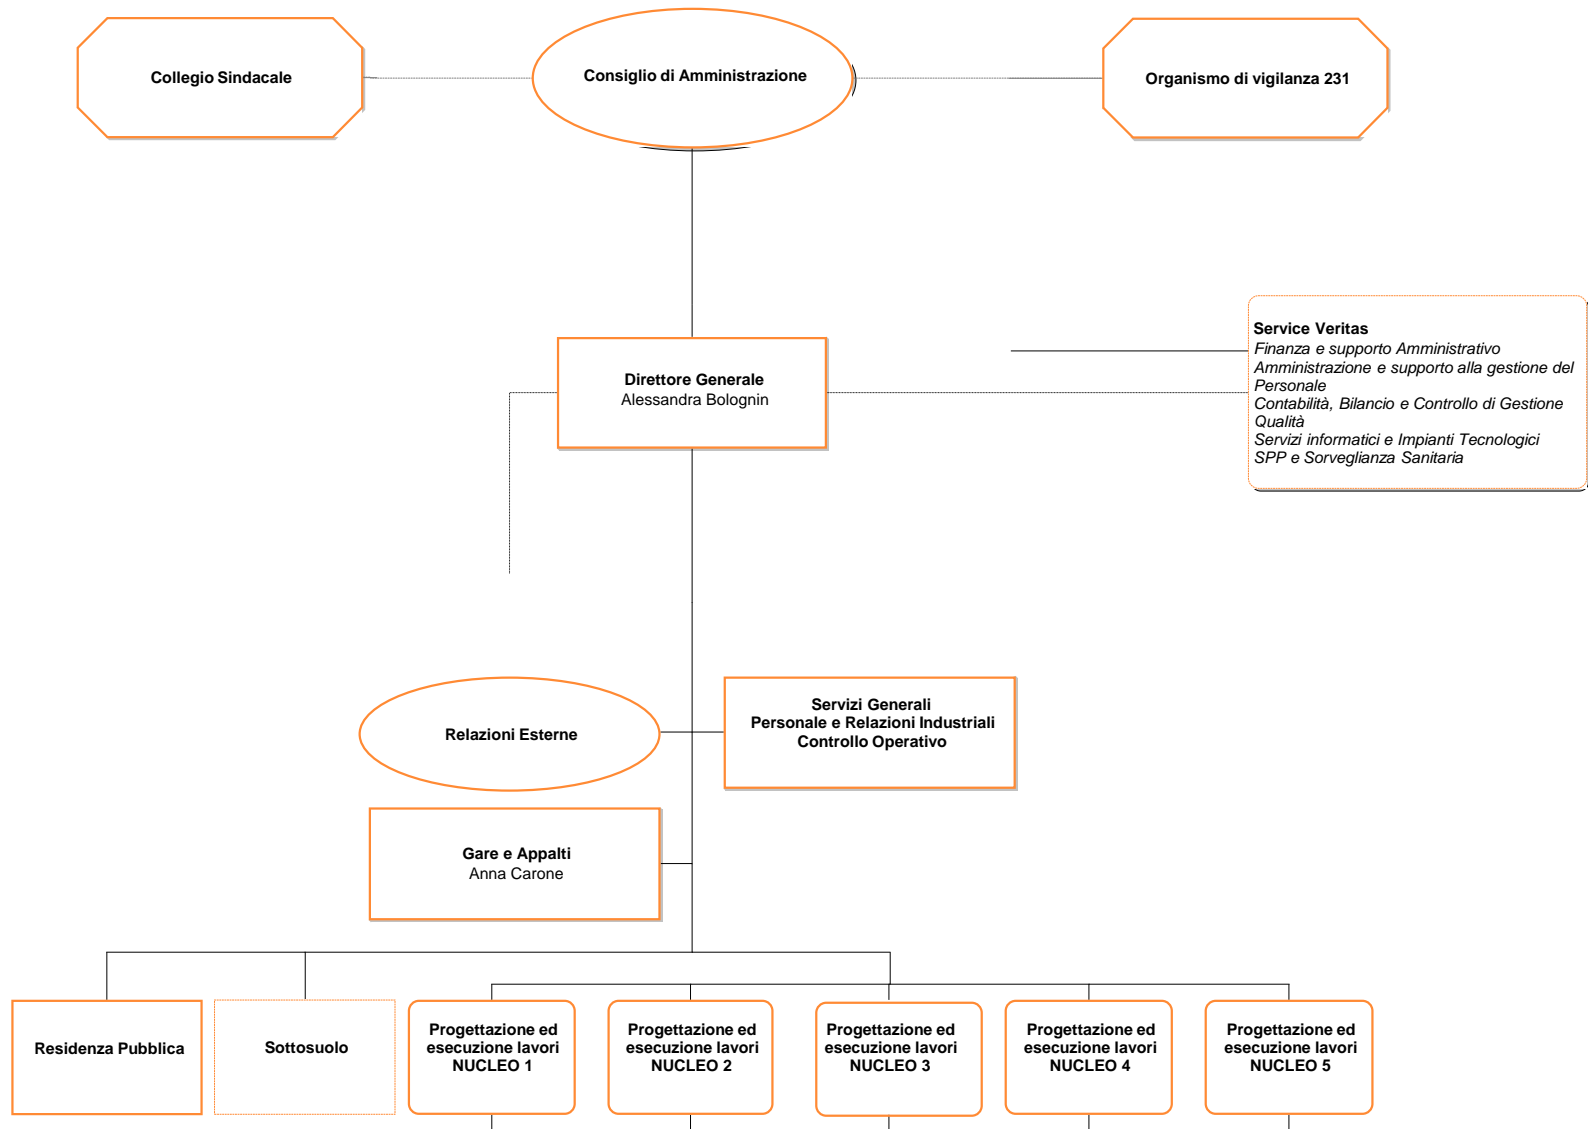 Collegio Sindacale
Consiglio di Amministrazione
Organismo di vigilanza 231
Service Veritas
Finanza e supporto Amministrativo
Amministrazione e supporto alla gestione del
Personale
Contabilità, Bilancio e Controllo di Gestione
Qualità
Servizi informatici e Impianti Tecnologici
SPP e Sorveglianza Sanitaria
Direttore Generale
Alessandra Bolognin
Relazioni Esterne
Servizi Generali
Personale e Relazioni Industriali
Controllo Operativo
Gare e Appalti
Anna Carone
Residenza Pubblica
Sottosuolo
Progettazione ed
esecuzione lavori
NUCLEO 1
Progettazione ed
esecuzione lavori
NUCLEO 2
Progettazione ed
esecuzione lavori
NUCLEO 3
Progettazione ed
esecuzione lavori
NUCLEO 4
Progettazione ed
esecuzione lavori
NUCLEO 5